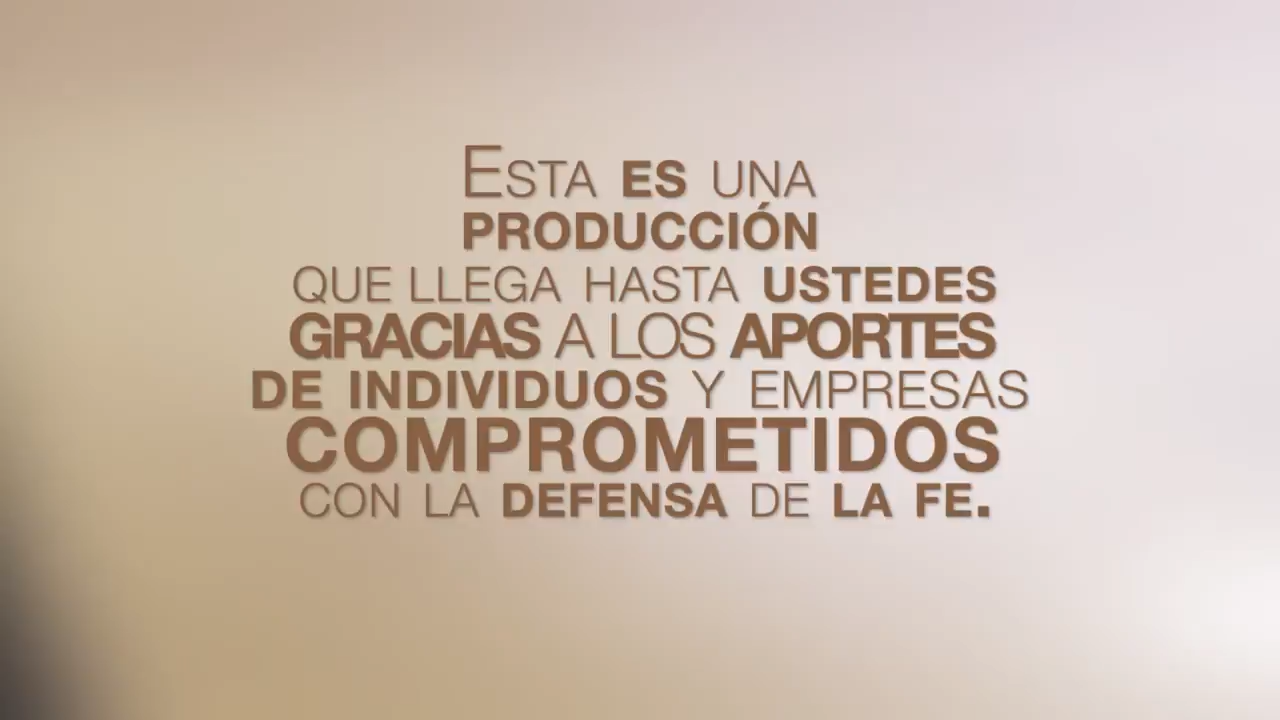 ESTA ES UNA
PRODUCCIÓN
QUE LLEGA HASTA USTEDES
GRACIAS A LOS APORTES
DE INDIVIDUOS Y EMPRESAS
COMPROMETIDOS
CON LA DEFENSA DE LA FE.